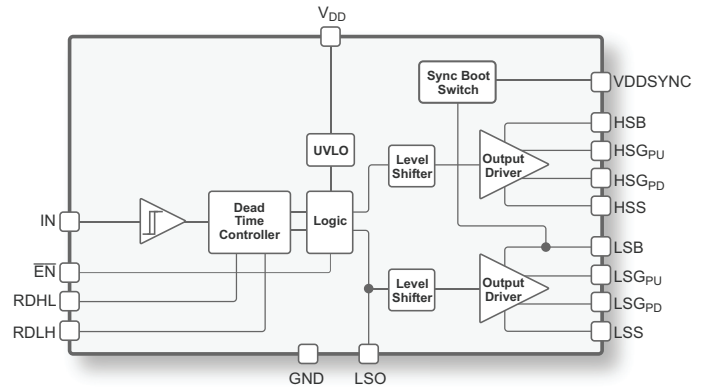 VDD
Sync Boot
Switch
VDDSYNC
UVLO
HSB
HSGPU
HSGPD
HSS
Level
Shifter
Output
Driver
IN
Dead
Time
Controller
Logic
EN
RDHL
RDLH
LSB
LSGPU
LSGPD
LSS
Level
Shifter
Output
Driver
GND
LSO